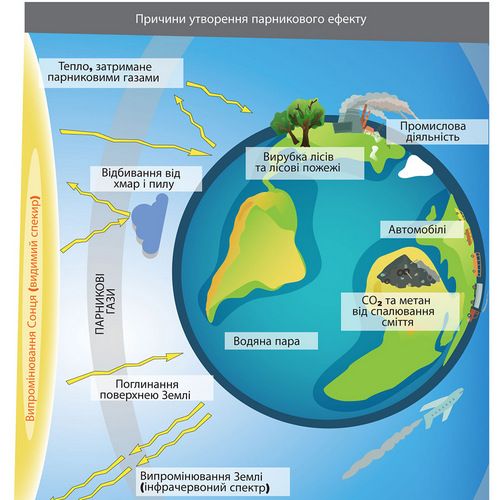 Причини утворення парникового ефекту
Тепло, затримане
парниковими газами
Промислова
діяльність
Вирубка лісів
та лісові пожежі
Відбивання від
хмар і пилу
Випромінювання Сонця (видимий спекир)
Автомобілі
ПАРНИКОВІ
ГАЗИ
CO₂ та метан
від спалювання
сміття
Водяна пара
Поглинання
поверхнею Землі
Випромінювання Землі
(інфрачервоний спектр)